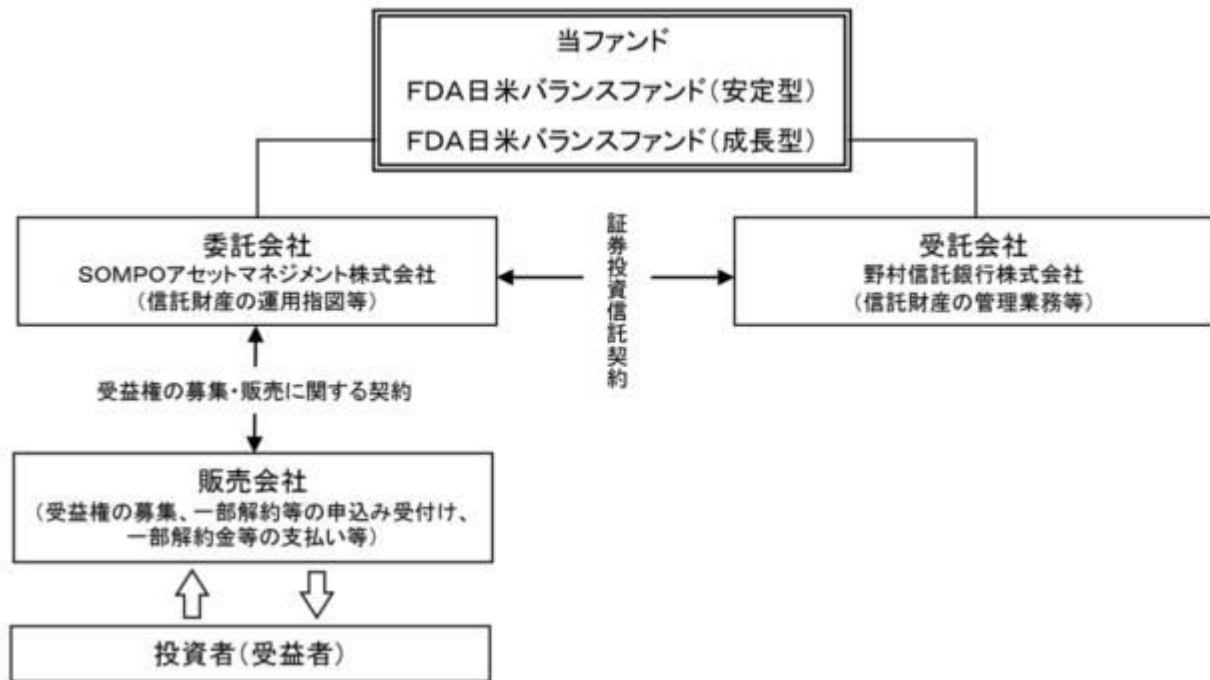 当ファンド
FDA日米バランスファンド(安定型)
FDA日米バランスファンド(成長型)
委託会社
SOMPOアセットマネジメント株式会社
(信託財産の運用指図等)
証券投資信託契約
受託会社
野村信託銀行株式会社
(信託財産の管理業務等)
受益権の募集・販売に関する契約
販売会社
(受益権の募集、一部解約等の申込み受付け、
一部解約金等の支払い等)
投資者(受益者)